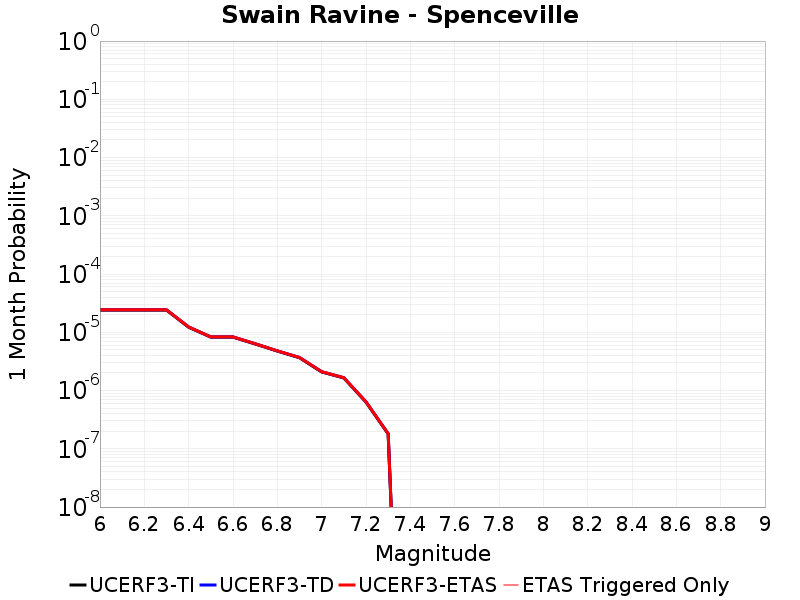 Swain Ravine - Spenceville
10^0
10^-1
10^-2
10^-3
10^-4
10^-5
10^-6
10^-7
10^-8
1 Month Probability
6 6.2 6.4 6.6 6.8 7 7.2 7.4 7.6 7.8 8 8.2 8.4 8.6 8.8 9
Magnitude
UCERF3-TI UCERF3-TD UCERF3-ETAS ETAS Triggered Only